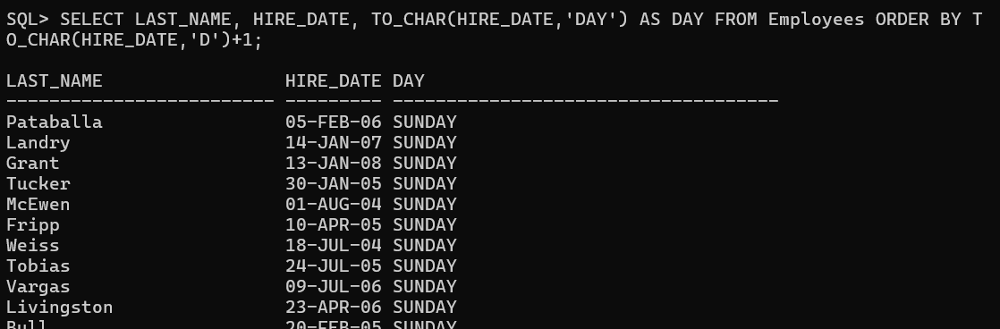 SQL> SELECT LAST_NAME, HIRE_DATE, TO_CHAR(HIRE_DATE,'DAY') AS DAY FROM Employees ORDER BY T
O_CHAR(HIRE_DATE,'D')+1;
LAST_NAME                 HIRE_DATE DAY
------------------------- --------- ------------------------------------
Pataballa                 05-FEB-06 SUNDAY
Landry                    14-JAN-07 SUNDAY
Grant                     13-JAN-08 SUNDAY
Tucker                    30-JAN-05 SUNDAY
McEwen                    01-AUG-04 SUNDAY
Fripp                     10-APR-05 SUNDAY
Weiss                     18-JUL-04 SUNDAY
Tobias                    24-JUL-05 SUNDAY
Vargas                    09-JUL-06 SUNDAY
Livingston                23-APR-06 SUNDAY
Bull                      20-FEB-05 SUNDAY